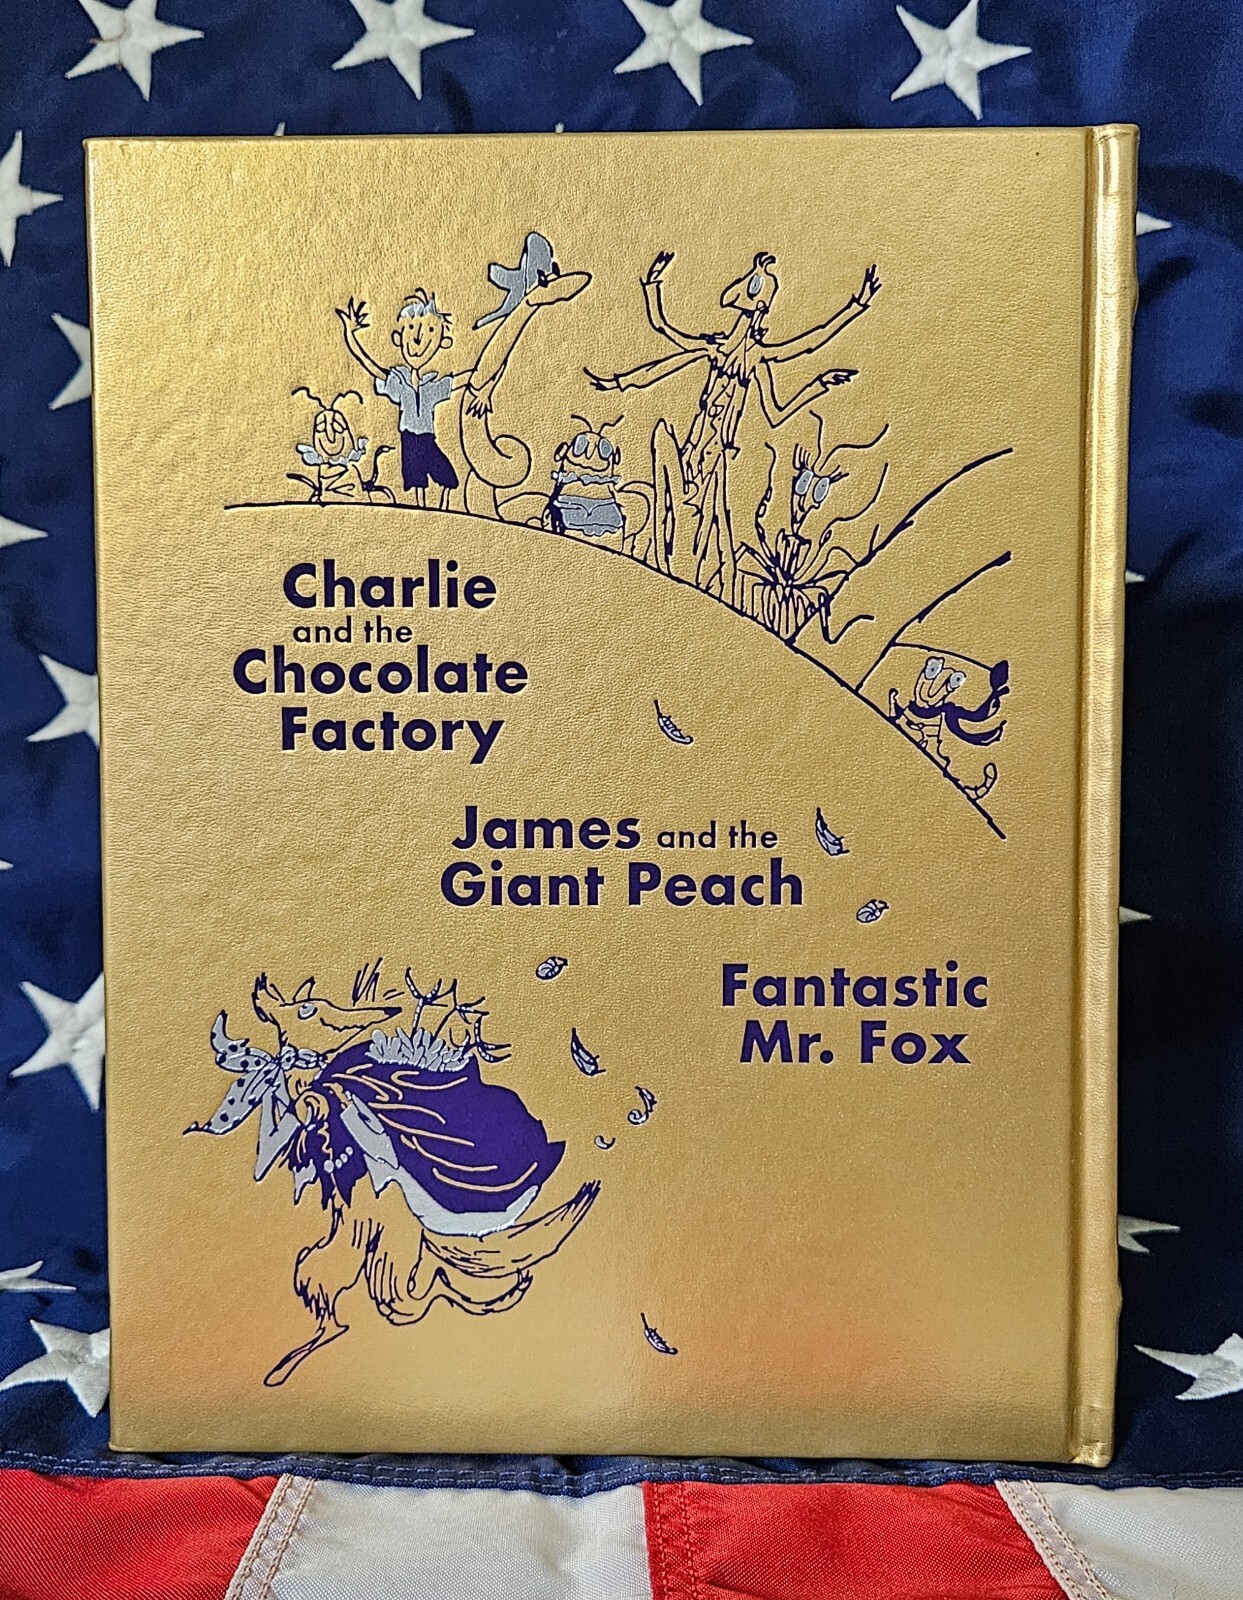 Charlie
and the
Chocolate
Factory
James and the
Giant Peach
Fantastic
Mr. Fox